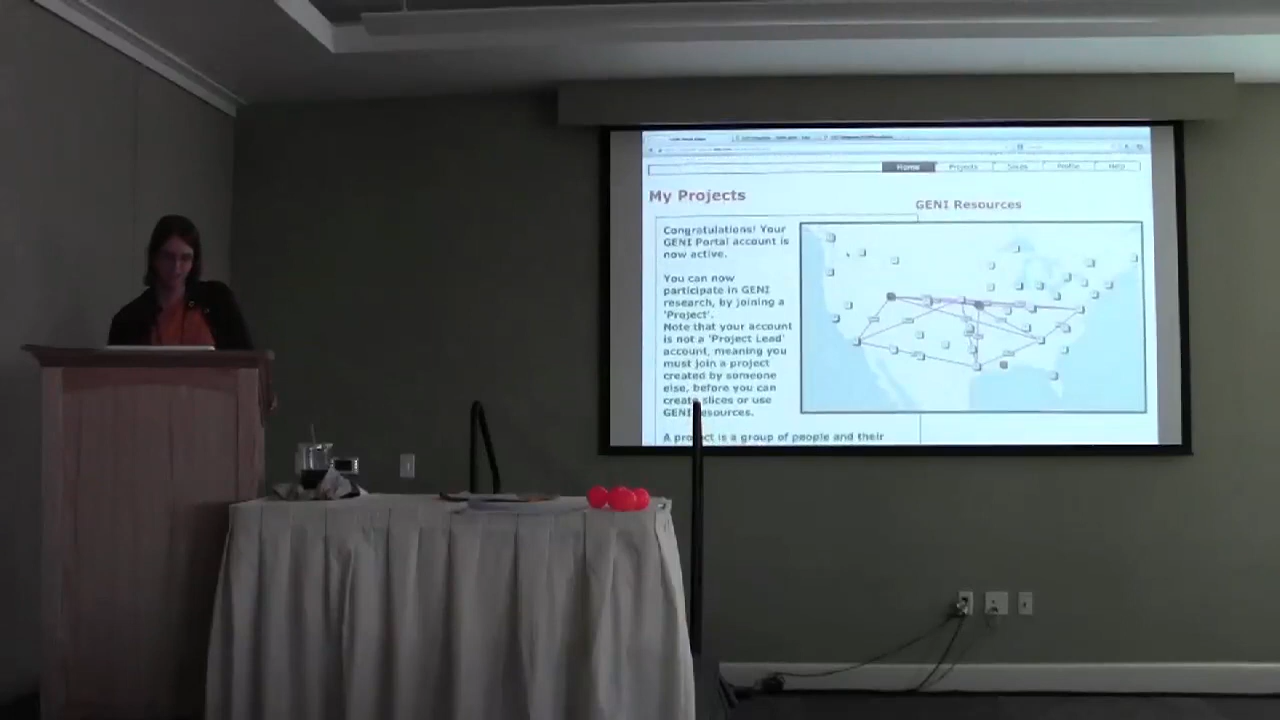 Home Projects Slices Profile Help
My Projects
GENI Resources
Congratulations! Your
GENI Portal account is
now active.
You can now
participate in GENI
research, by joining a
'Project'.
Note that your account
is not a 'Project Lead'
account, meaning you
must join a project
created by someone
else, before you can
create slices or use
GENI resources.
A project is a group of people and their